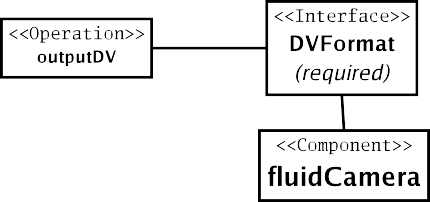 <<Operation>>
outputDV
<<Interface>>
DVFormat
(required)
<<Component>>
fluidCamera